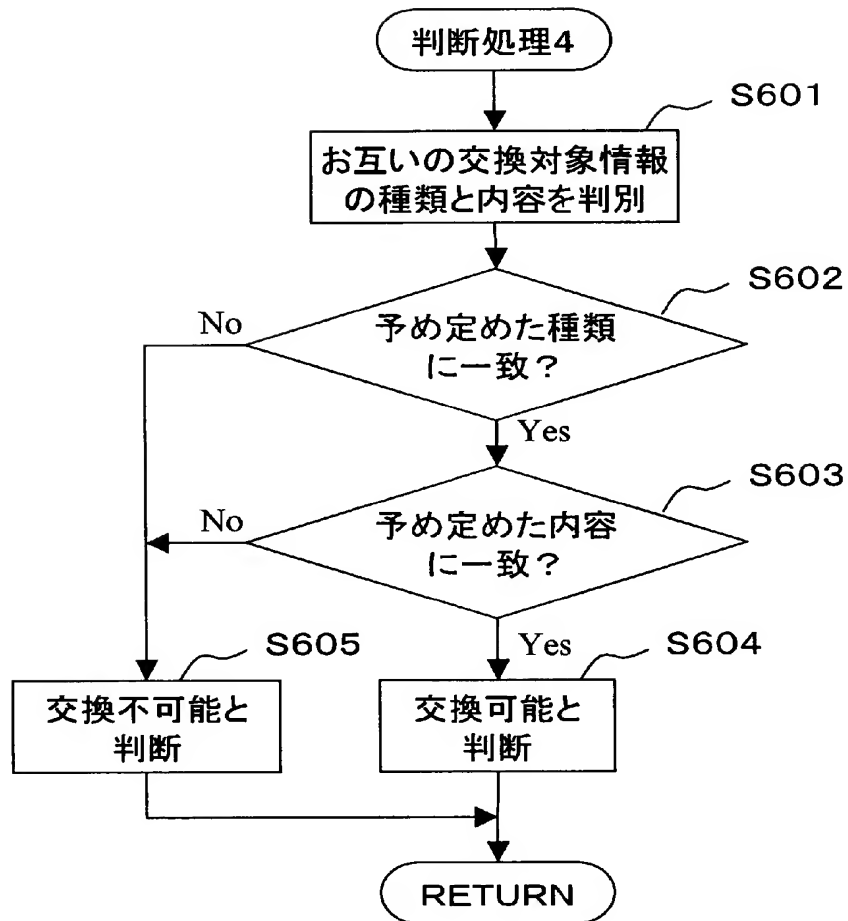 判断処理4
S601
お互いの交換対象情報
の種類と内容を判別
S602
予め定めた種類
に一致?
No
Yes
S603
予め定めた内容
に一致?
No
Yes
S605
交換不可能と
判断
S604
交換可能と
判断
RETURN